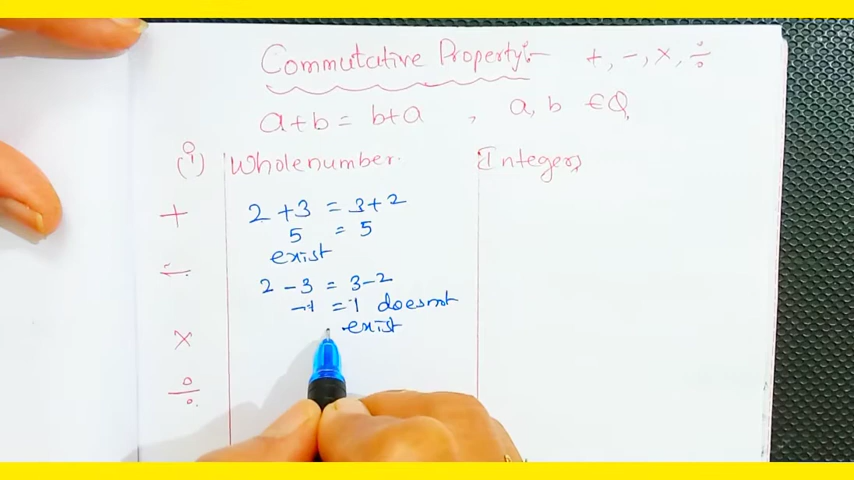 Commutative Property:- +, -, ×, ÷
a+b = b+a , a, b ∈ Q
(i) Wholenumber. Integers
+ 2 + 3 = 3+2
5 = 5
exist
- 2 - 3 = 3-2
-1 = 1 doesnot
exist
×
÷